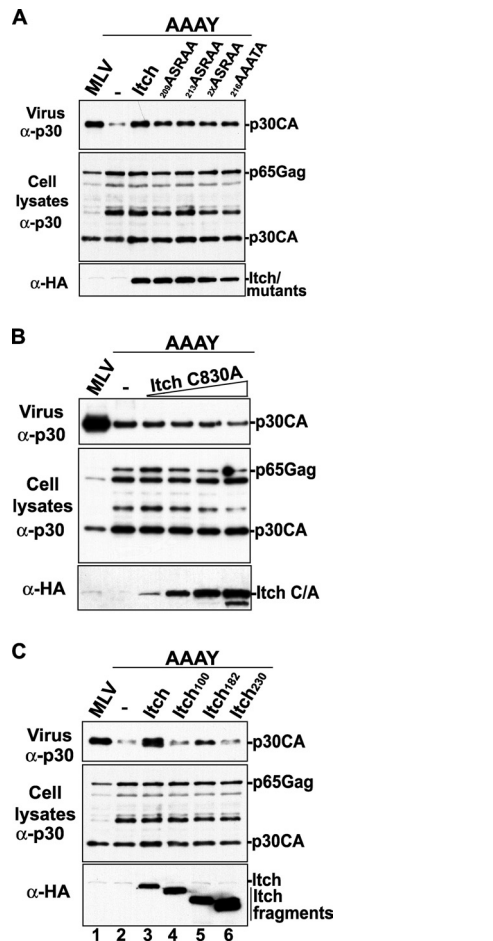 A
AAAY
MLV - Itch 209ASRAA 213ASRAA 2XASRAA 216AAATA
Virus
α-p30
-p30CA
Cell
lysates
α-p30
-p65Gag
-p30CA
α-HA
-Itch/
mutants
B
AAAY
MLV - Itch C830A
Virus
α-p30
-p30CA
Cell
lysates
α-p30
-p65Gag
-p30CA
α-HA
-Itch C/A
C
AAAY
MLV - Itch Itch100 Itch182 Itch230
Virus
α-p30
-p30CA
Cell
lysates
α-p30
-p65Gag
-p30CA
α-HA
-Itch
Itch
fragments
1 2 3 4 5 6